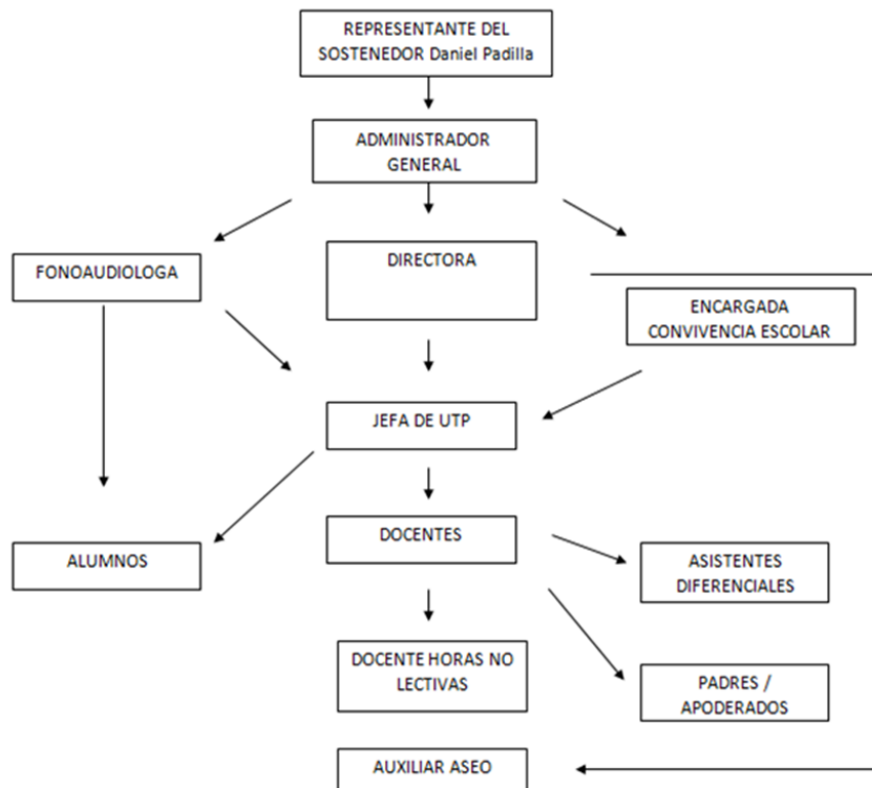 REPRESENTANTE DEL
SOSTENEDOR Daniel Padilla
ADMINISTRADOR
GENERAL
FONOAUDIOLOGA
DIRECTORA
ENCARGADA
CONVIVENCIA ESCOLAR
JEFA DE UTP
ALUMNOS
DOCENTES
ASISTENTES
DIFERENCIALES
DOCENTE HORAS NO
LECTIVAS
PADRES /
APODERADOS
AUXILIAR ASEO